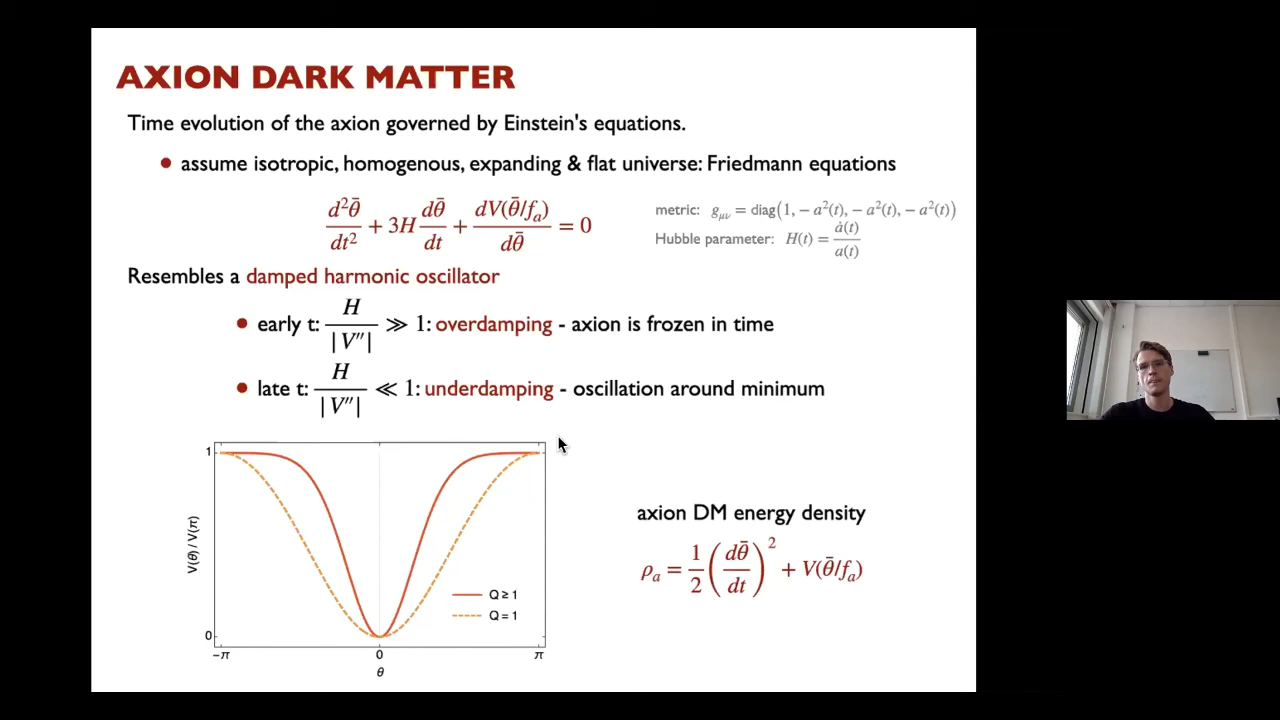 AXION DARK MATTER
Time evolution of the axion governed by Einstein's equations.
• assume isotropic, homogenous, expanding & flat universe: Friedmann equations
d²θ̄/dt² + 3H dθ̄/dt + dV(θ̄/fₐ)/dθ̄ = 0
metric: g_μν = diag(1, − a²(t), − a²(t), − a²(t))
Hubble parameter: H(t) = ȧ(t)/a(t)
Resembles a damped harmonic oscillator
• early t: H/|V″| ≫ 1: overdamping - axion is frozen in time
• late t: H/|V″| ≪ 1: underdamping - oscillation around minimum
1
V(θ) / V(π)
Q ≥ 1
Q = 1
0
−π 0 π
θ
axion DM energy density
ρₐ = 1/2 (dθ̄/dt)² + V(θ̄/fₐ)